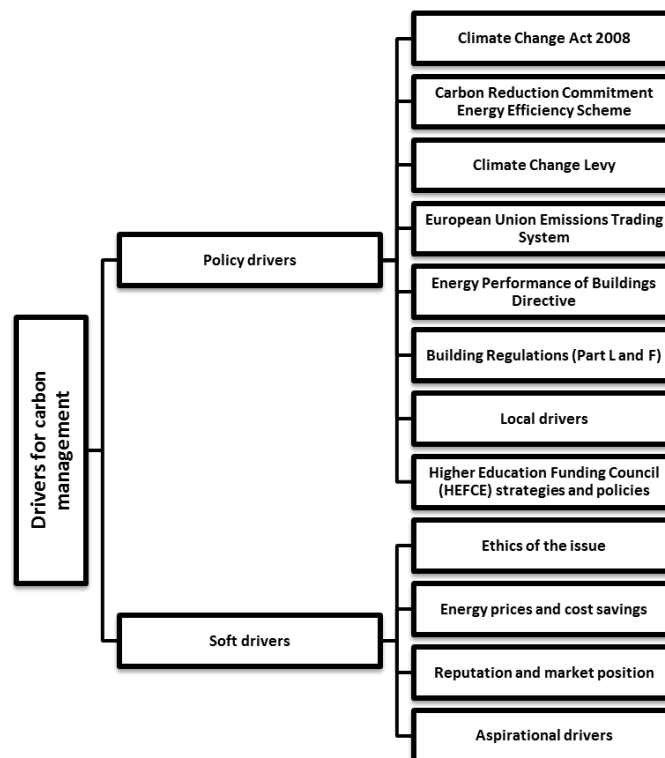 Climate Change Act 2008
Carbon Reduction Commitment
Energy Efficiency Scheme
Climate Change Levy
European Union Emissions Trading
System
Policy drivers
Energy Performance of Buildings
Directive
Building Regulations (Part L and F)
Local drivers
Higher Education Funding Council
(HEFCE) strategies and policies
Drivers for carbon
management
Ethics of the issue
Energy prices and cost savings
Soft drivers
Reputation and market position
Aspirational drivers